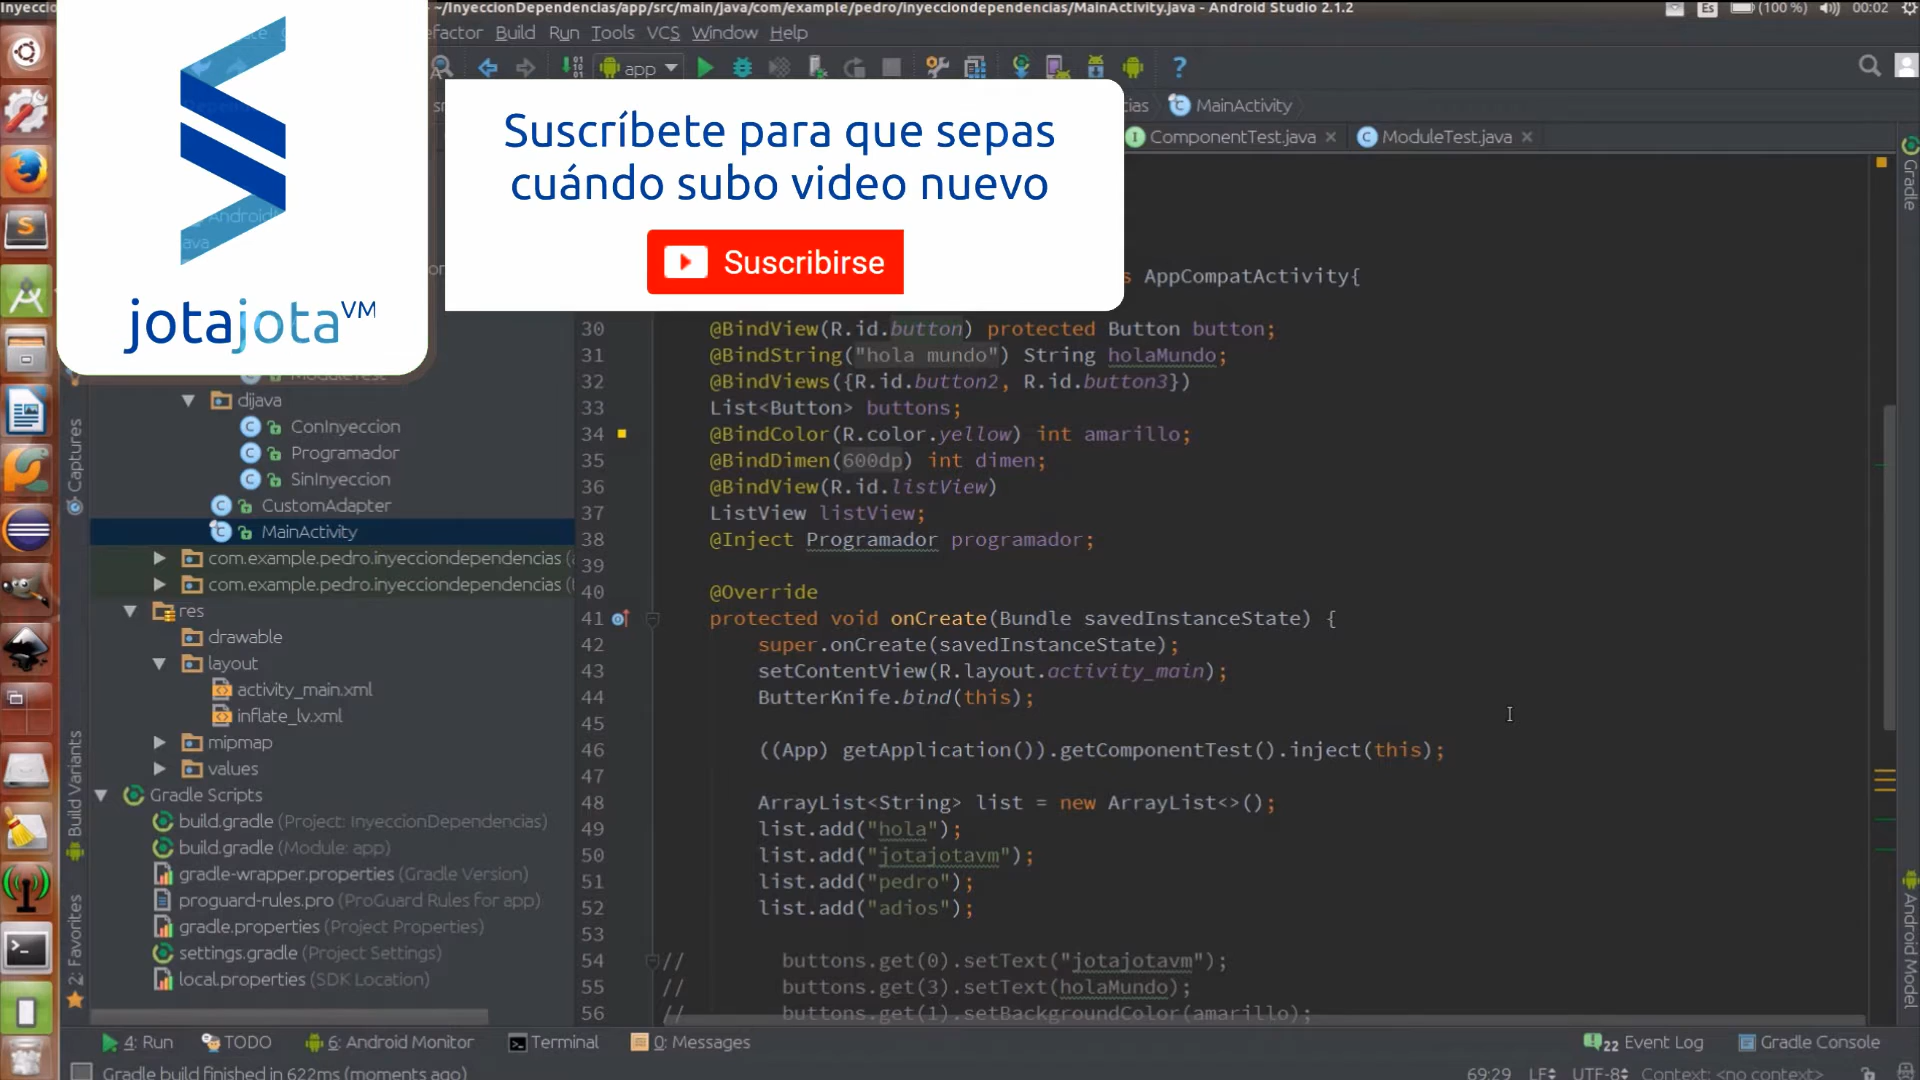 ~/InyeccionDependencias/app/src/main/java/com/example/pedro/inyecciondependencias/MainActivity.java - Android Studio 2.1.2
Es (100 %) 00:02
Build Run Tools VCS Window Help
app
MainActivity
ComponentTest.java ModuleTest.java
jotajotaVM
Suscríbete para que sepas
cuándo subo video nuevo
Suscribirse
AppCompatActivity{
30 @BindView(R.id.button) protected Button button;
31 @BindString("hola mundo") String holaMundo;
32 @BindViews({R.id.button2, R.id.button3})
33 List<Button> buttons;
34 @BindColor(R.color.yellow) int amarillo;
35 @BindDimen(600dp) int dimen;
36 @BindView(R.id.listView)
37 ListView listView;
38 @Inject Programador programador;
39
40 @Override
41 protected void onCreate(Bundle savedInstanceState) {
42 super.onCreate(savedInstanceState);
43 setContentView(R.layout.activity_main);
44 ButterKnife.bind(this);
45
46 ((App) getApplication()).getComponentTest().inject(this);
47
48 ArrayList<String> list = new ArrayList<>();
49 list.add("hola");
50 list.add("jotajotavm");
51 list.add("pedro");
52 list.add("adios");
53
54 // buttons.get(0).setText("jotajotavm");
55 // buttons.get(3).setText(holaMundo);
56 // buttons.get(1).setBackgroundColor(amarillo);
dijava
ConInyeccion
Programador
SinInyeccion
CustomAdapter
MainActivity
com.example.pedro.inyecciondependencias
com.example.pedro.inyecciondependencias
res
drawable
layout
activity_main.xml
inflate_lv.xml
mipmap
values
Gradle Scripts
build.gradle (Project: InyeccionDependencias)
build.gradle (Module: app)
gradle-wrapper.properties (Gradle Version)
proguard-rules.pro (ProGuard Rules for app)
gradle.properties (Project Properties)
settings.gradle (Project Settings)
local.properties (SDK Location)
Captures
Build Variants
2: Favorites
Gradle
Android Model
4: Run TODO 6: Android Monitor Terminal 0: Messages 22 Event Log Gradle Console
Gradle build finished in 622ms (moments ago) 69:29 LF UTF-8 Context: <no context>